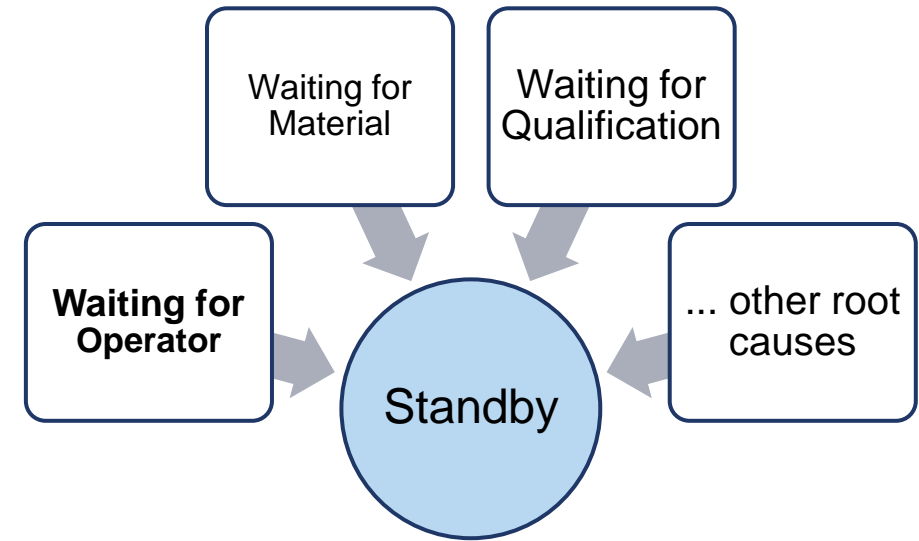 Waiting for
Material
Waiting for
Qualification
Waiting for
Operator
... other root
causes
Standby